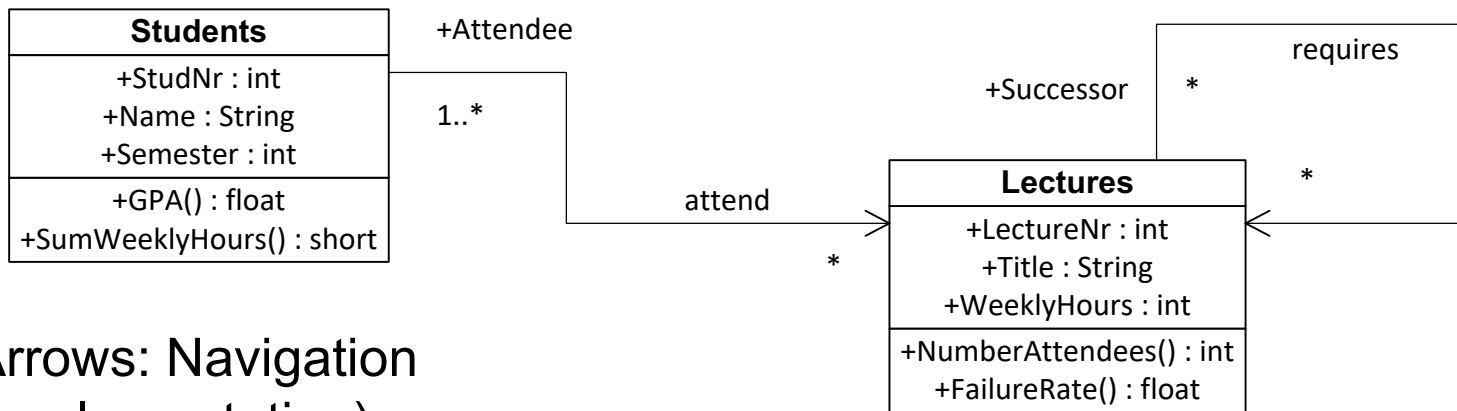 Students
+StudNr : int
+Name : String
+Semester : int
+GPA() : float
+SumWeeklyHours() : short
+Attendee
1..*
attend
*
+Successor
*
requires
*
Lectures
+LectureNr : int
+Title : String
+WeeklyHours : int
+NumberAttendees() : int
+FailureRate() : float
Arrows: Navigation